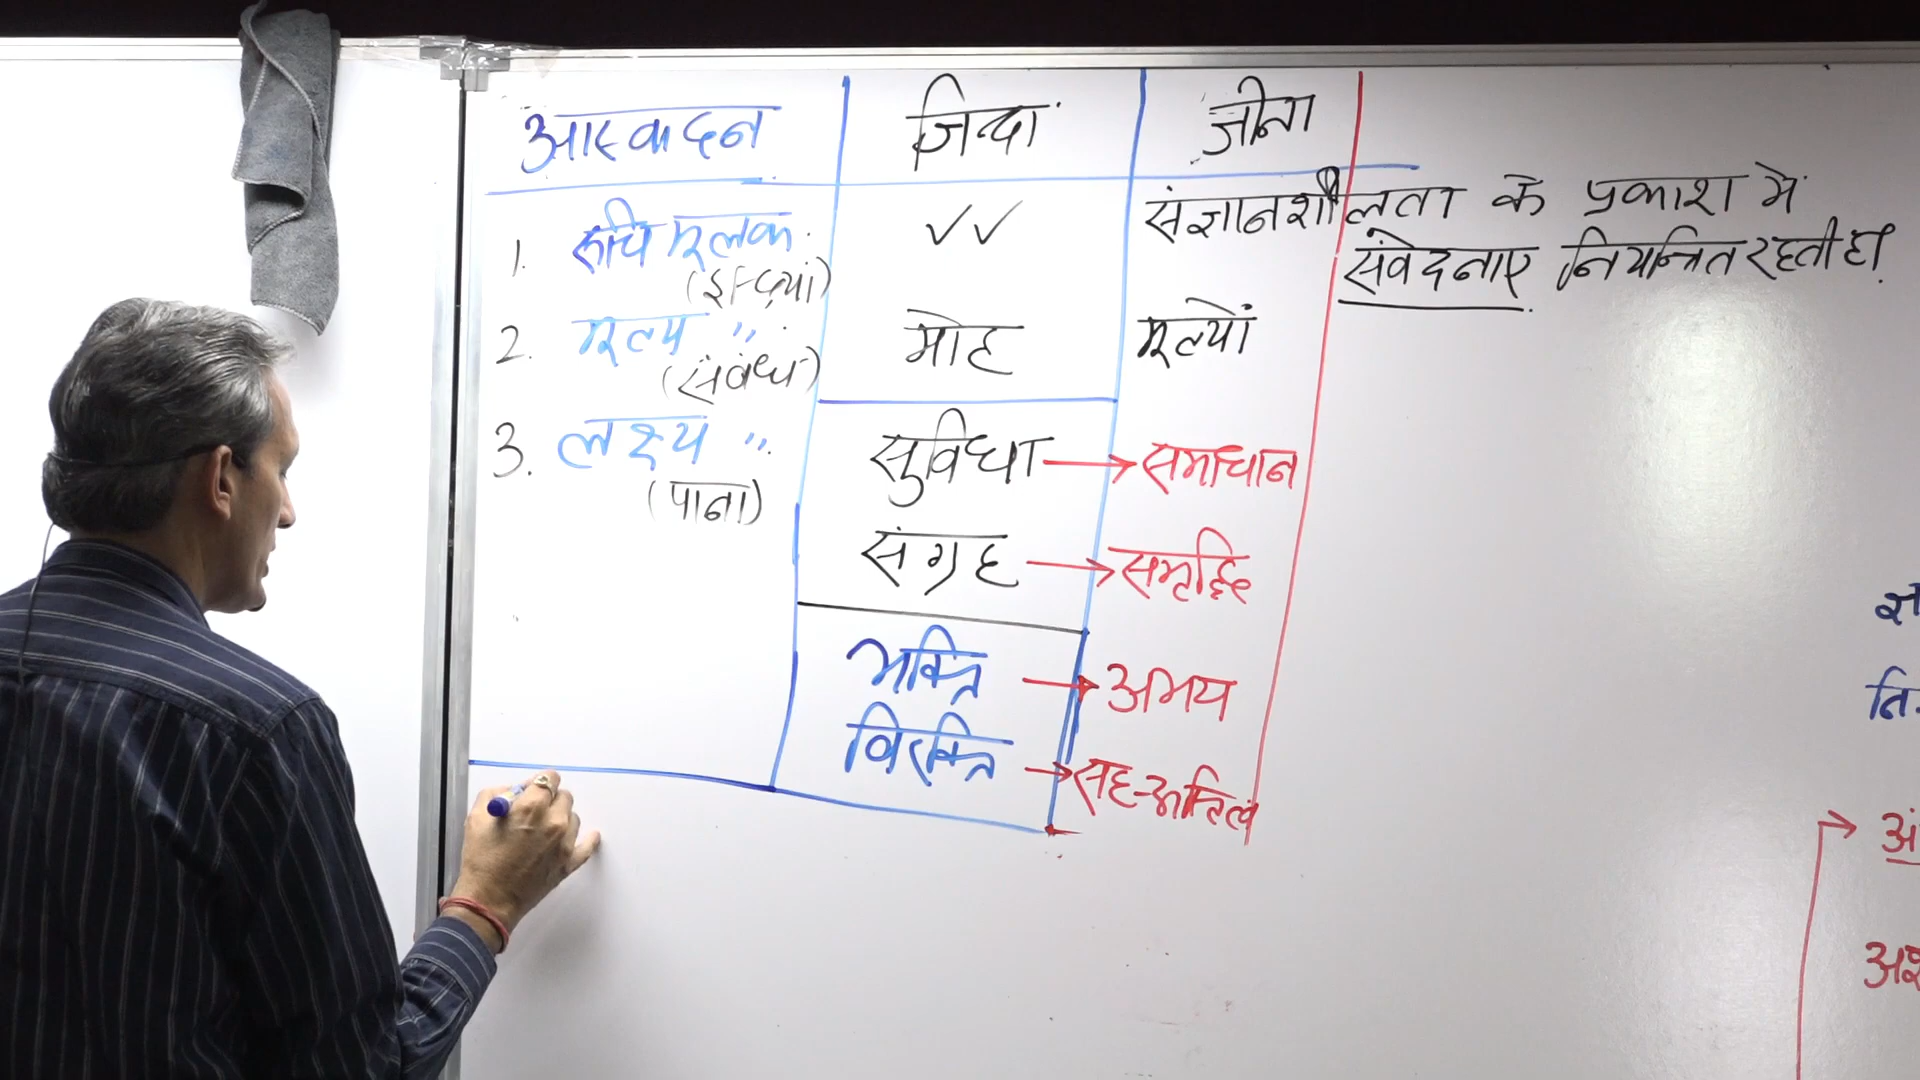 आस्वादन जिन्दा जीना
1. रुचि मूलक ✓✓ संज्ञानशीलता के प्रकाश में
(इन्द्रियां) संवेदनाएं नियन्त्रित रहती हैं।
2. मूल्य " मोह मूल्यों
(संबंध)
3. लक्ष्य " सुविधा → समाधान
(पाना)
संग्रह → समृद्धि
भक्ति → अभय
विरक्ति → सह-अस्तित्व